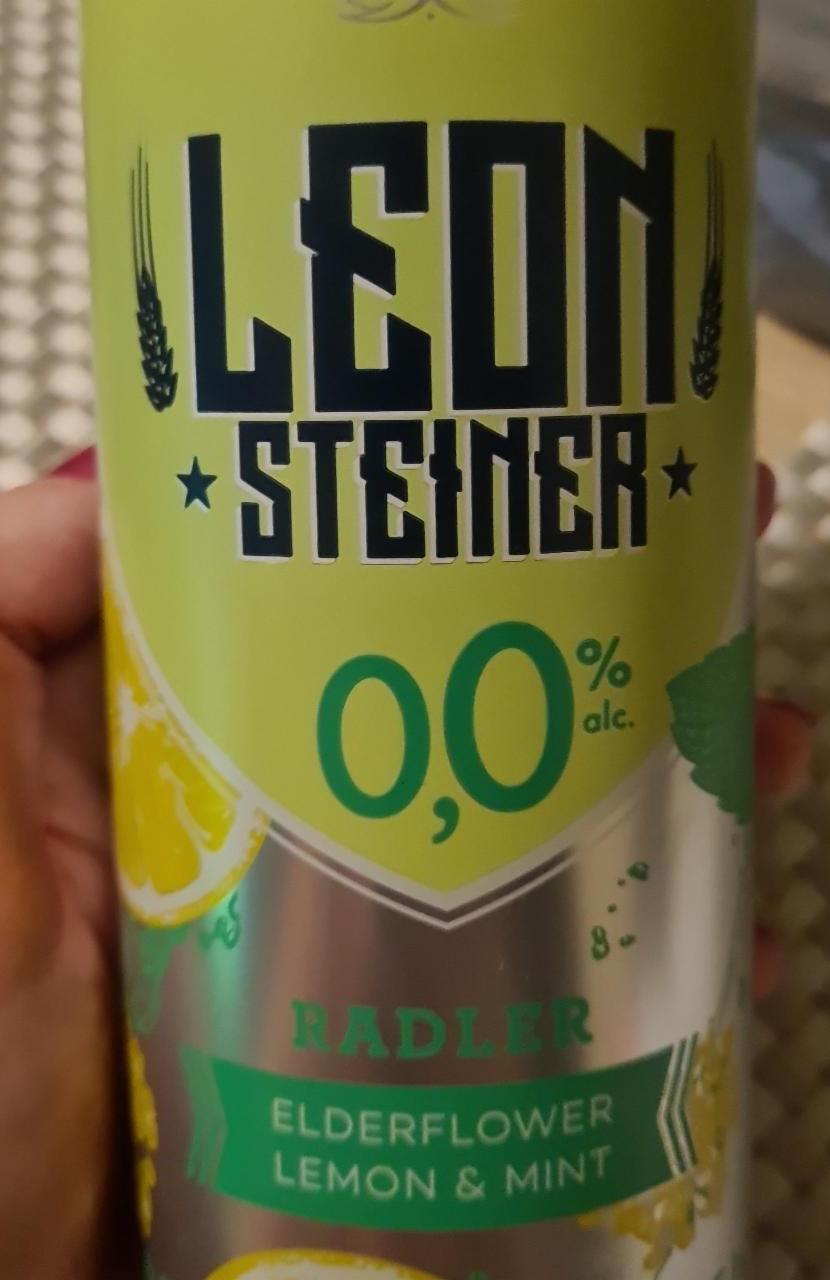 LEON
STEINER
0,0% alc.
RADLER
ELDERFLOWER
LEMON & MINT